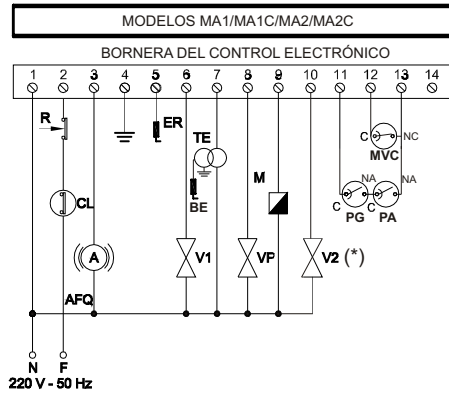 MODELOS MA1/MA1C/MA2/MA2C
BORNERA DEL CONTROL ELECTRÓNICO
1 2 3 4 5 6 7 8 9 10 11 12 13 14
R
ER
TE
C
NC
MVC
M
NA
NA
BE
CL
C
C
PG
PA
A
V1
VP
V2 (*)
AFQ
N
F
220 V - 50 Hz